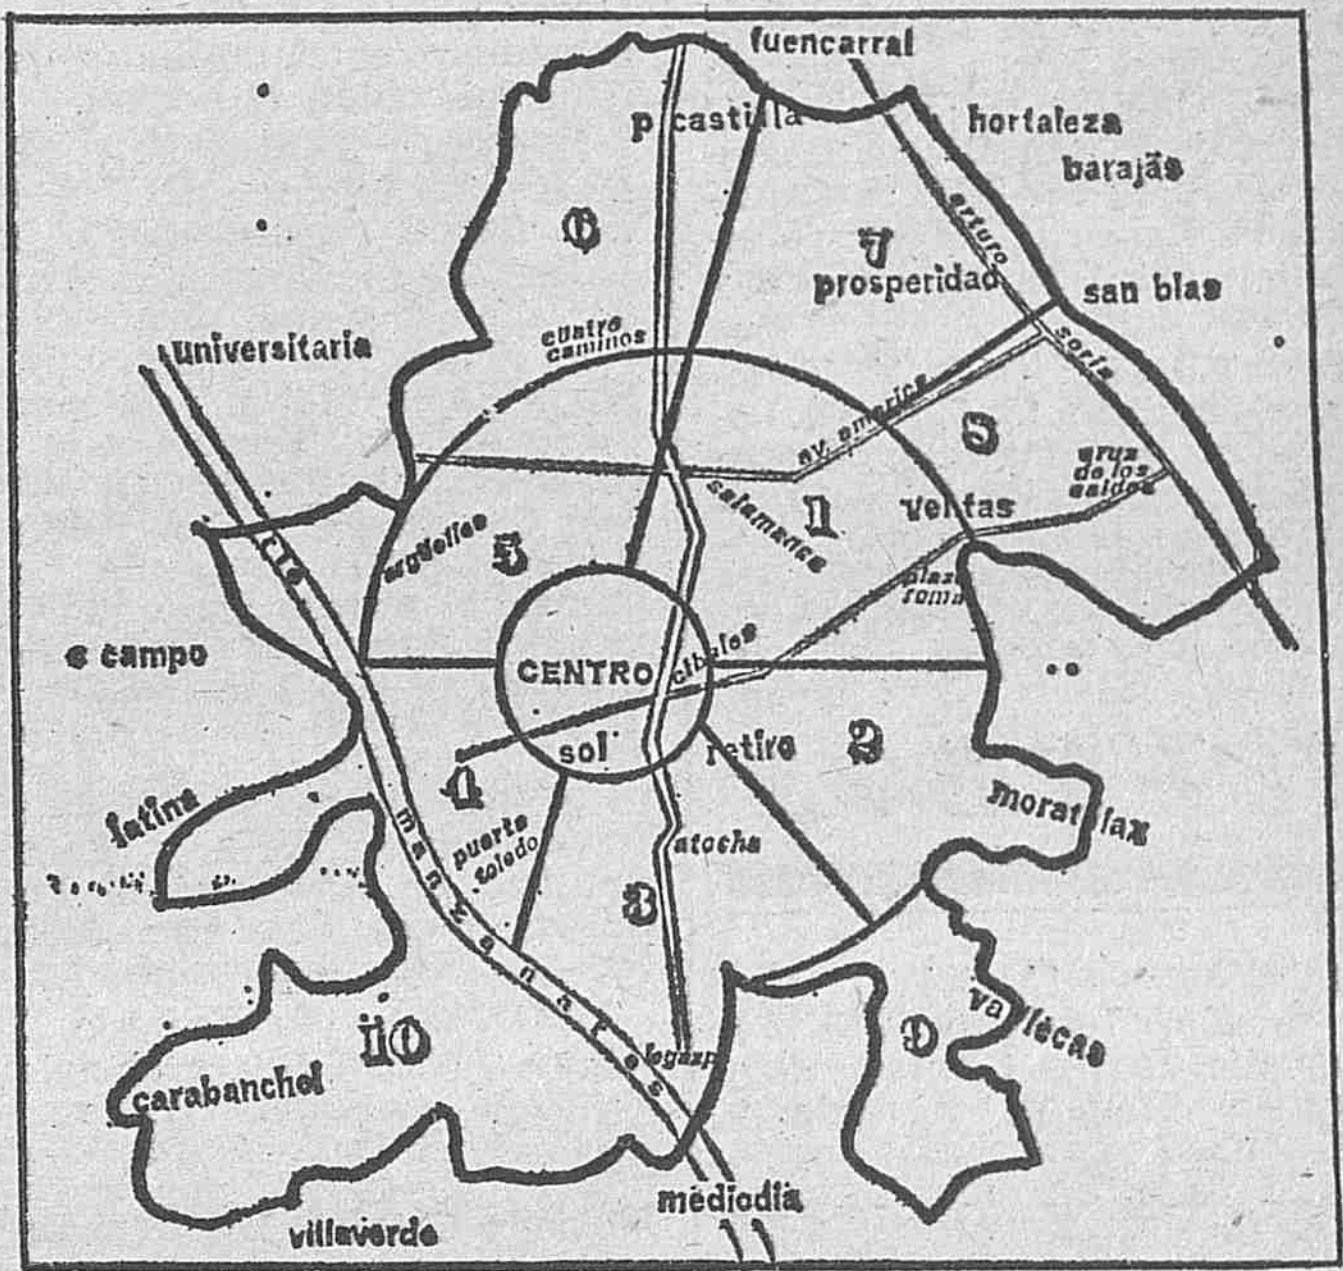 fuencarral
p castilla
hortaleza
barajas
6
7
arturo
prosperidad
san blas
universitaria
cuatro
caminos
soria
av. america
8
cruz
de los
caidos
salamanca
1
ventas
argüelles
5
rio
plaza
roma
c campo
CENTRO
cibeles
sol
retiro
2
4
latina
moratalaz
puerta
toledo
atocha
manzanares
3
vallecas
10
9
legazpi
carabanchel
mediodia
villaverde